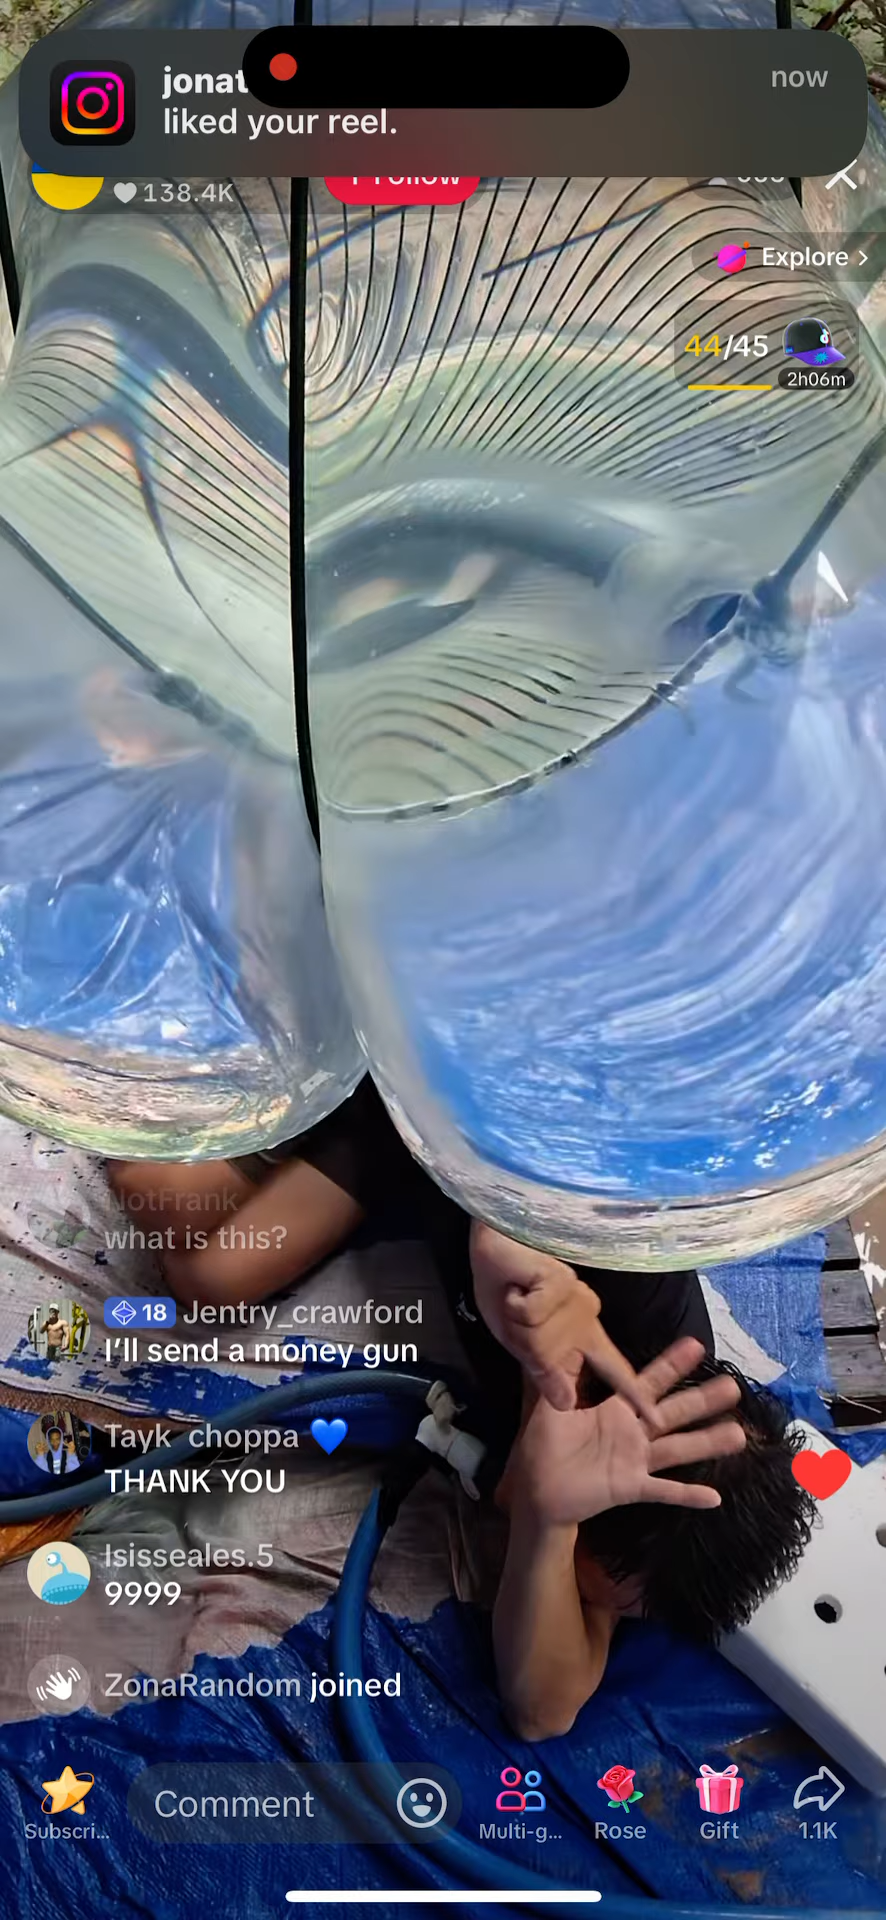 now
liked your reel.
138.4K
Explore >
44/45
2h06m
NotFrank
what is this?
18 Jentry_crawford
I'll send a money gun
Tayk choppa 💙
THANK YOU
Isisseales.5
9999
ZonaRandom joined
Subscri...
Comment
Multi-g...
Rose
Gift
1.1K